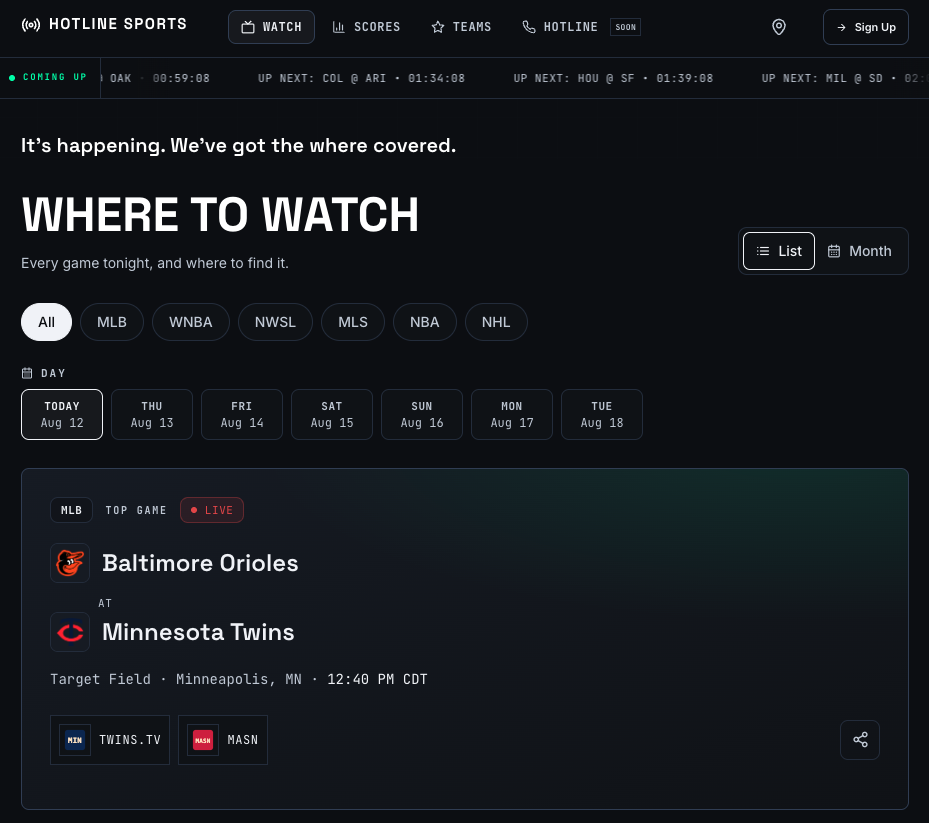 HOTLINE SPORTS
WATCH
SCORES
TEAMS
HOTLINE SOON
Sign Up
COMING UP
OAK · 00:59:08
UP NEXT: COL @ ARI • 01:34:08
UP NEXT: HOU @ SF • 01:39:08
UP NEXT: MIL @ SD • 02:
It's happening. We've got the where covered.
WHERE TO WATCH
Every game tonight, and where to find it.
List
Month
All
MLB
WNBA
NWSL
MLS
NBA
NHL
DAY
TODAY
Aug 12
THU
Aug 13
FRI
Aug 14
SAT
Aug 15
SUN
Aug 16
MON
Aug 17
TUE
Aug 18
MLB TOP GAME LIVE
Baltimore Orioles
AT
Minnesota Twins
Target Field · Minneapolis, MN · 12:40 PM CDT
MIN TWINS.TV
MASN MASN